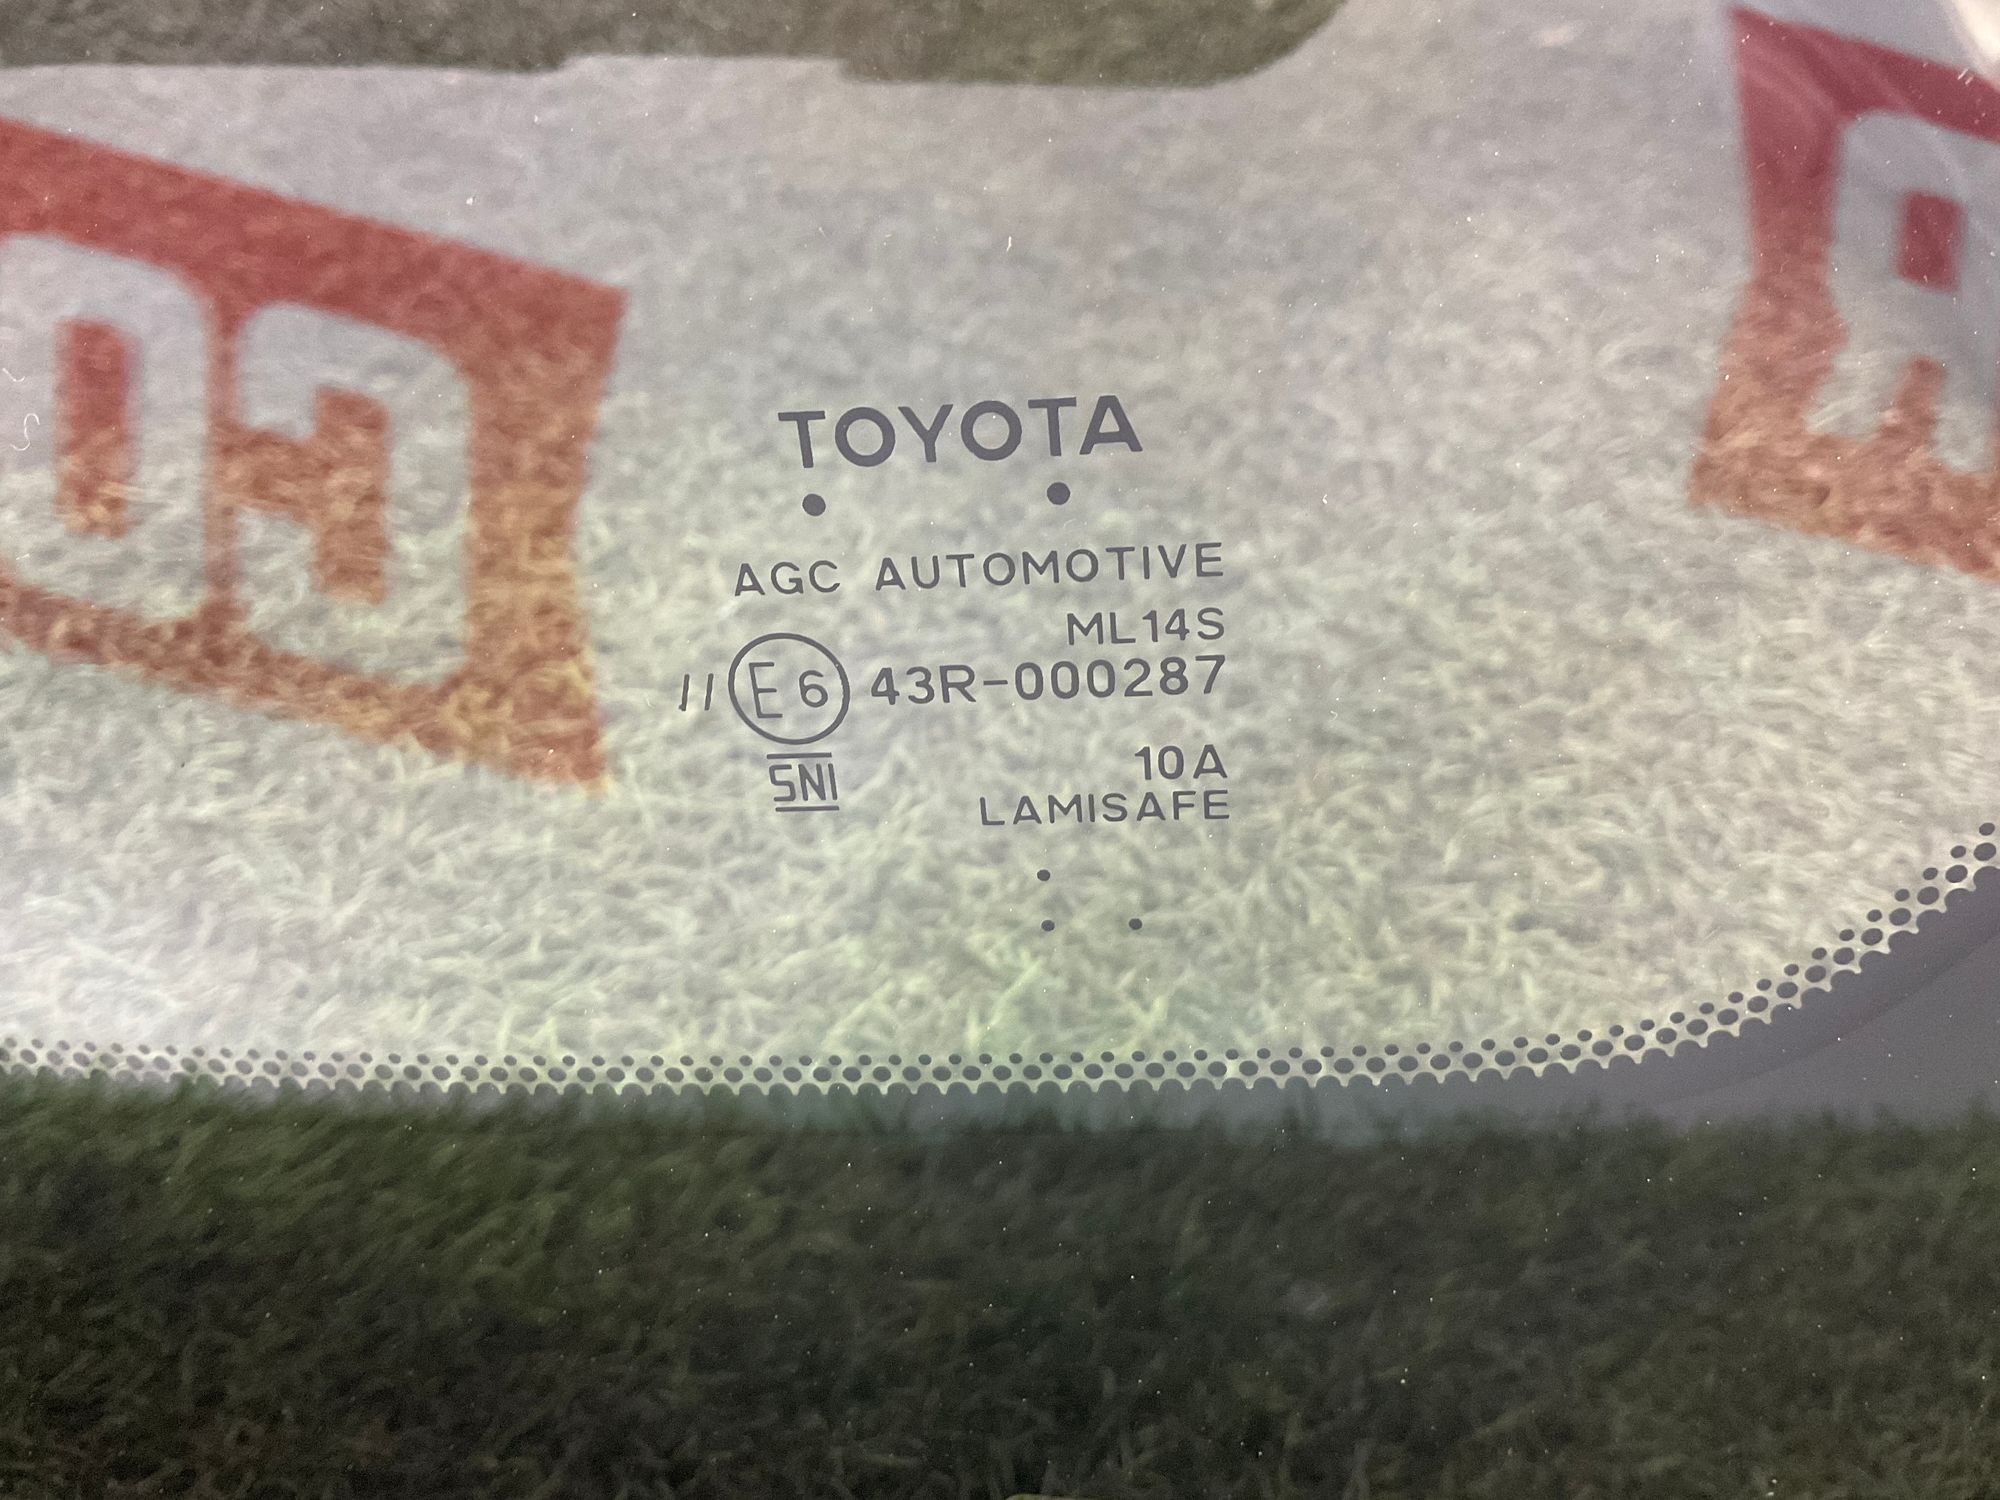 TOYOTA
AGC AUTOMOTIVE
ML14S
// E6 43R-000287
SNI
10A
LAMISAFE